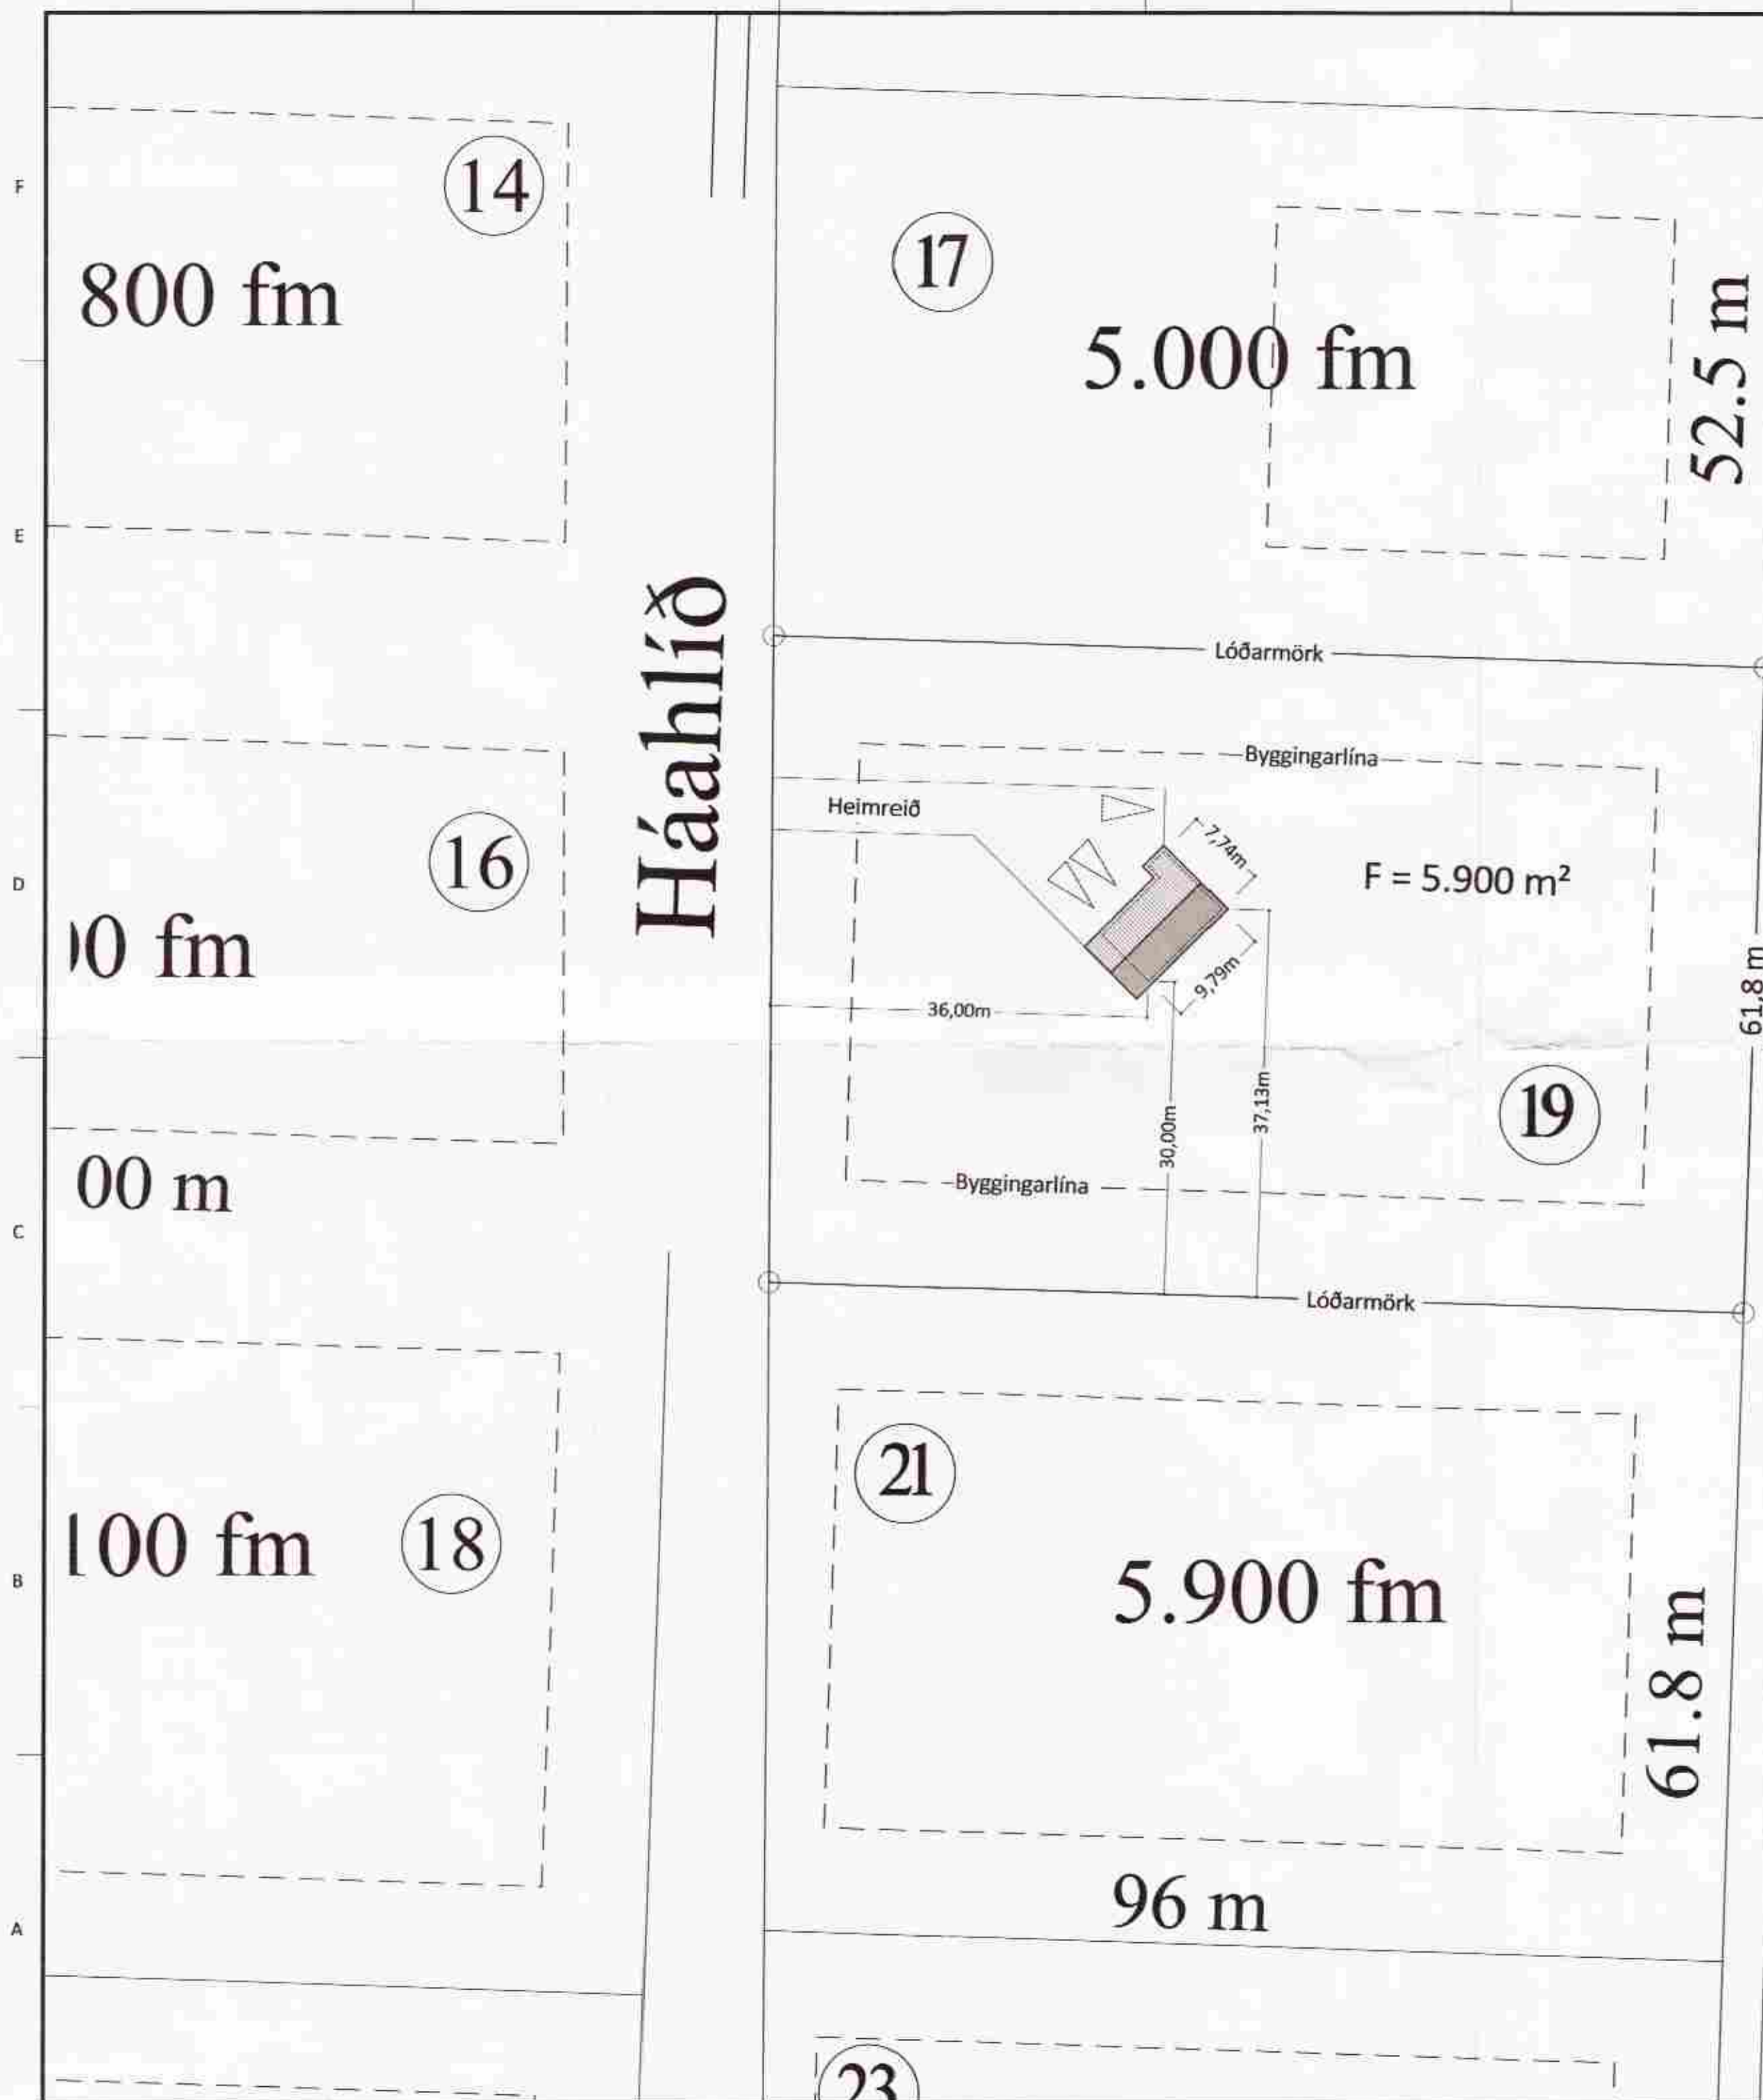 F
E
D
C
B
A
14
800 fm
17
5.000 fm
52.5 m
Háahlíð
Lóðarmörk
Byggingarlína
Heimreið
7,74m
F = 5.900 m²
16
00 fm
9,79m
36,00m
61,8 m
30,00m
37,13m
19
00 m
Byggingarlína
Lóðarmörk
21
100 fm
18
5.900 fm
61.8 m
96 m
23